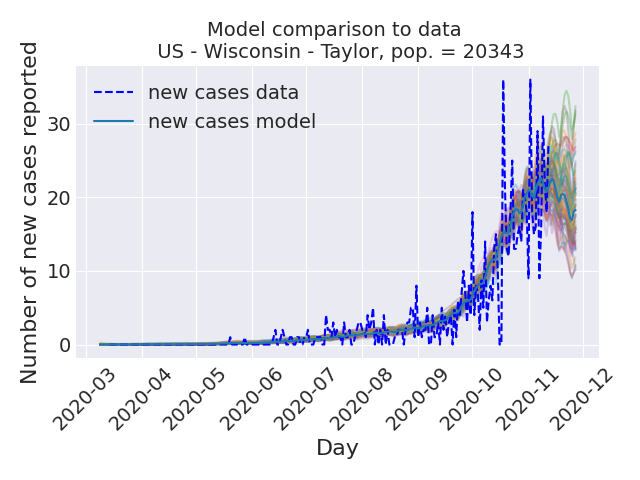 Model comparison to data
US - Wisconsin - Taylor, pop. = 20343
new cases data
new cases model
Number of new cases reported
30
20
10
0
2020-03
2020-04
2020-05
2020-06
2020-07
2020-08
2020-09
2020-10
2020-11
2020-12
Day